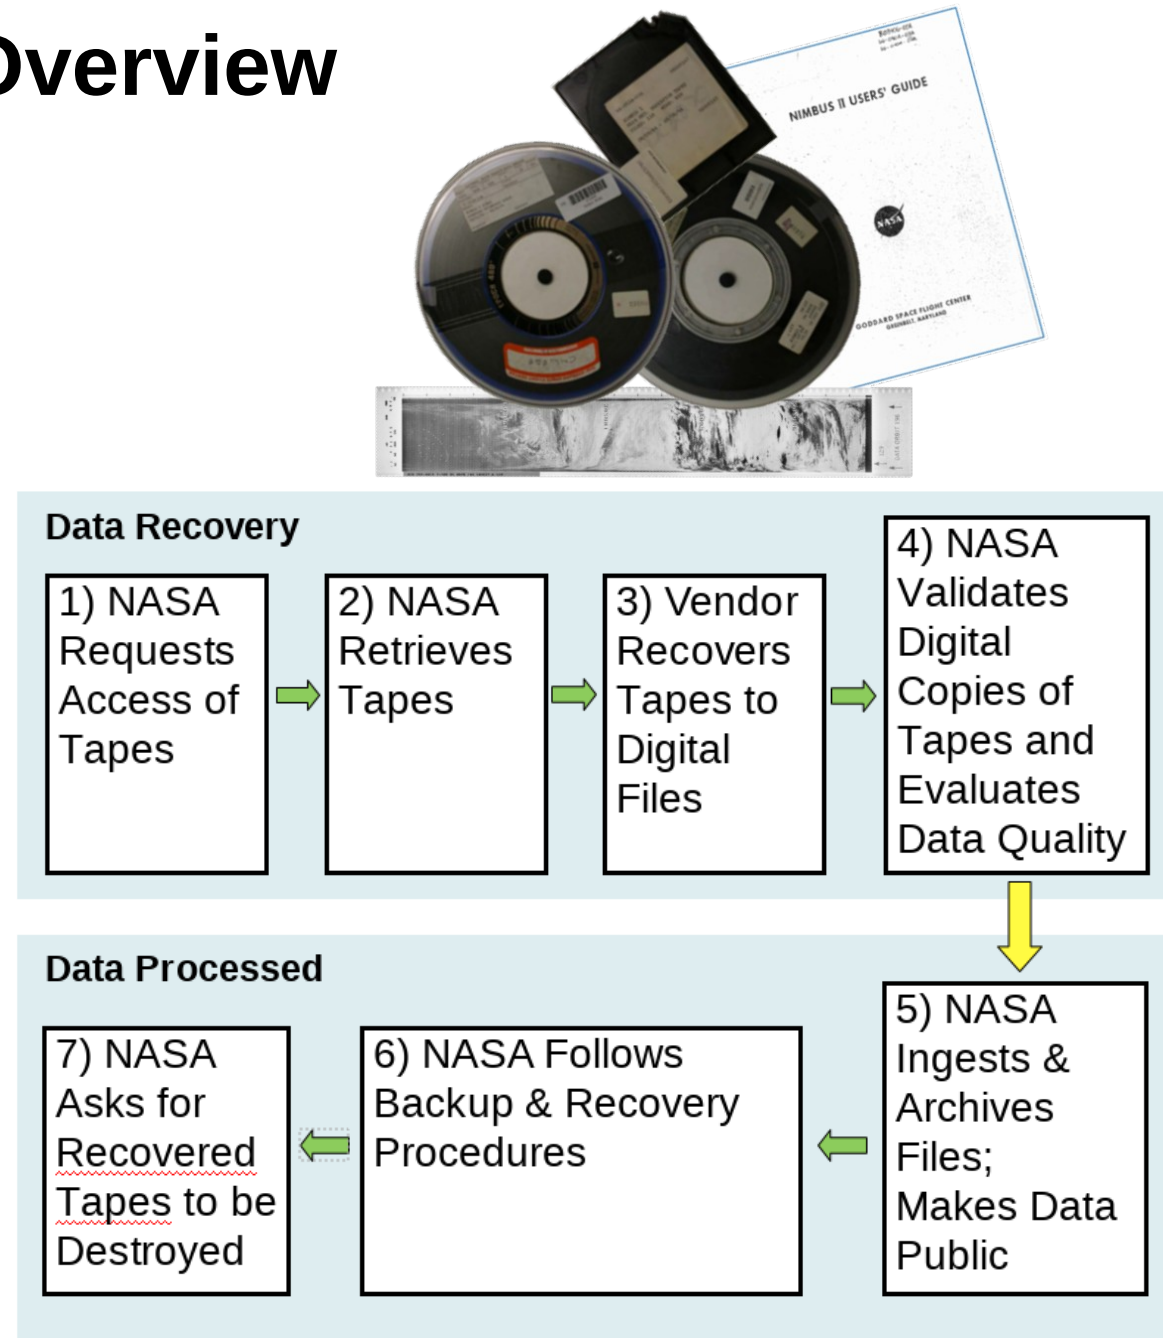 Overview
NIMBUS II USERS' GUIDE
NASA
GODDARD SPACE FLIGHT CENTER
GREENBELT, MARYLAND
Data Recovery
1) NASA
Requests
Access of
Tapes
2) NASA
Retrieves
Tapes
3) Vendor
Recovers
Tapes to
Digital
Files
4) NASA
Validates
Digital
Copies of
Tapes and
Evaluates
Data Quality
Data Processed
5) NASA
Ingests &
Archives
Files;
Makes Data
Public
6) NASA Follows
Backup & Recovery
Procedures
7) NASA
Asks for
Recovered
Tapes to be
Destroyed